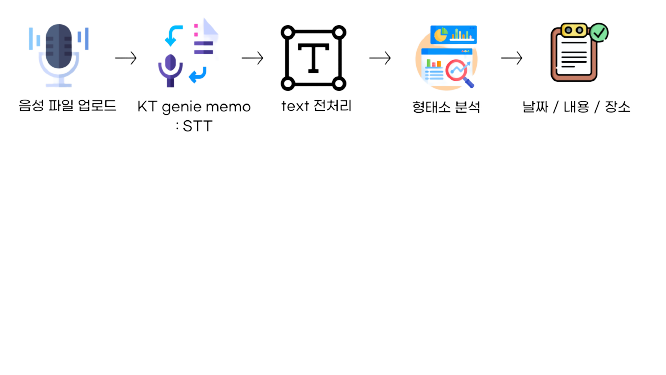 음성 파일 업로드
KT genie memo
: STT
text 전처리
형태소 분석
날짜 / 내용 / 장소